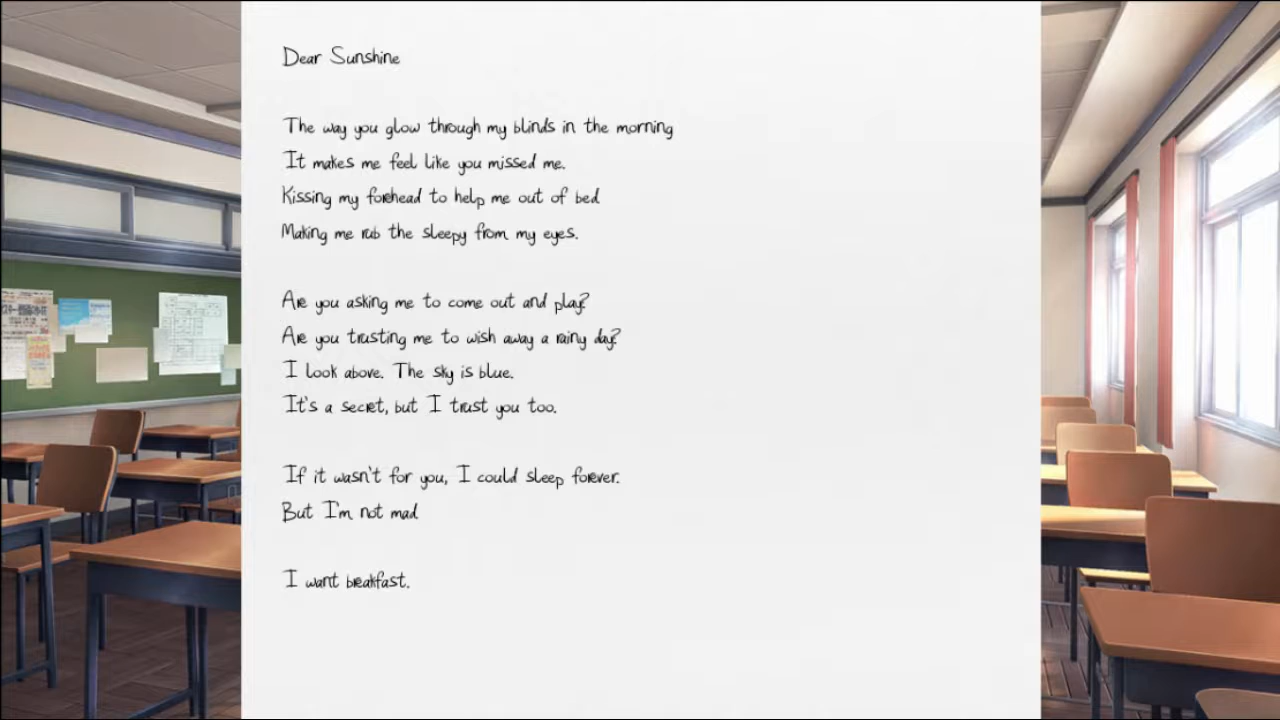 Dear Sunshine
The way you glow through my blinds in the morning
It makes me feel like you missed me.
Kissing my forehead to help me out of bed
Making me rub the sleepy from my eyes.
Are you asking me to come out and play?
Are you trusting me to wish away a rainy day?
I look above. The sky is blue.
It's a secret, but I trust you too.
If it wasn't for you, I could sleep forever.
But I'm not mad
I want breakfast.